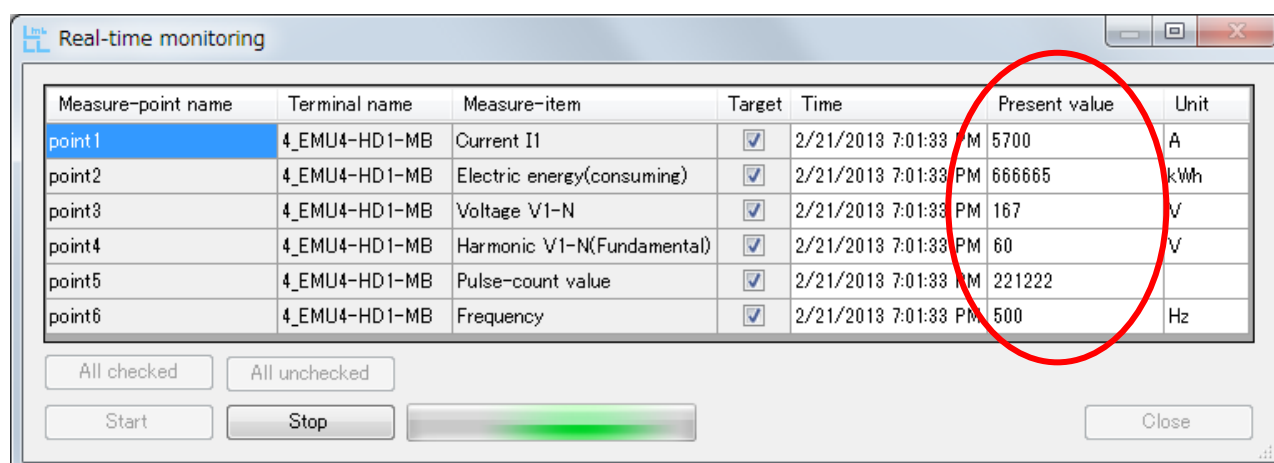 Real-time monitoring
Measure-point name Terminal name Measure-item Target Time Present value Unit
point1 4_EMU4-HD1-MB Current I1 2/21/2013 7:01:33 PM 5700 A
point2 4_EMU4-HD1-MB Electric energy(consuming) 2/21/2013 7:01:33 PM 666665 kWh
point3 4_EMU4-HD1-MB Voltage V1-N 2/21/2013 7:01:33 PM 167 V
point4 4_EMU4-HD1-MB Harmonic V1-N(Fundamental) 2/21/2013 7:01:33 PM 60 V
point5 4_EMU4-HD1-MB Pulse-count value 2/21/2013 7:01:33 PM 221222
point6 4_EMU4-HD1-MB Frequency 2/21/2013 7:01:33 PM 500 Hz
All checked All unchecked
Start Stop Close